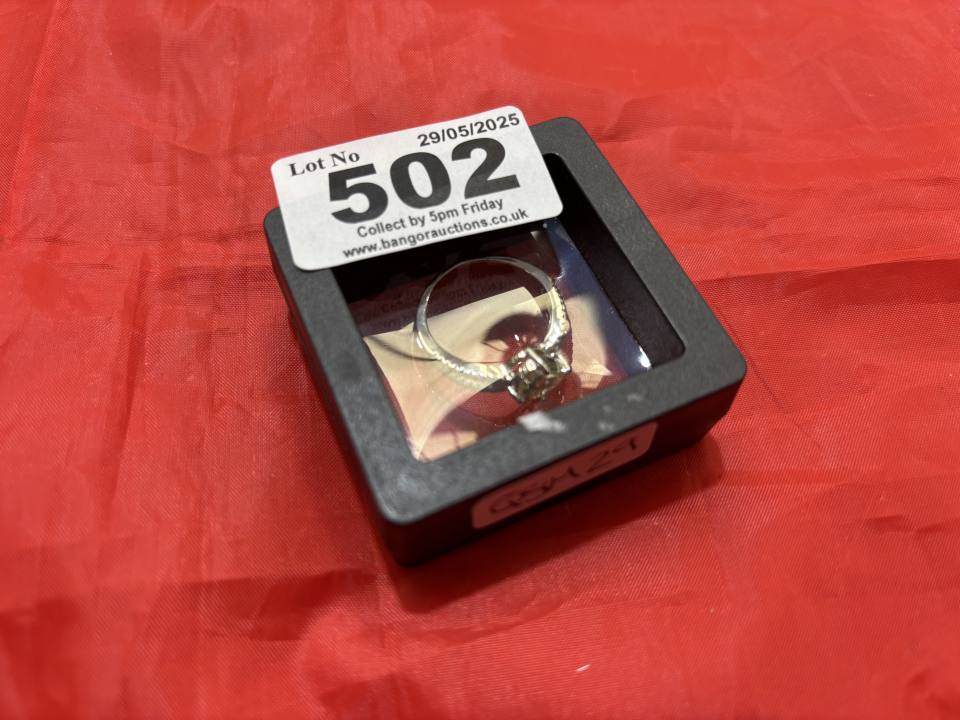 Lot No 29/05/2025
502
Collect by 5pm Friday
www.bangorauctions.co.uk